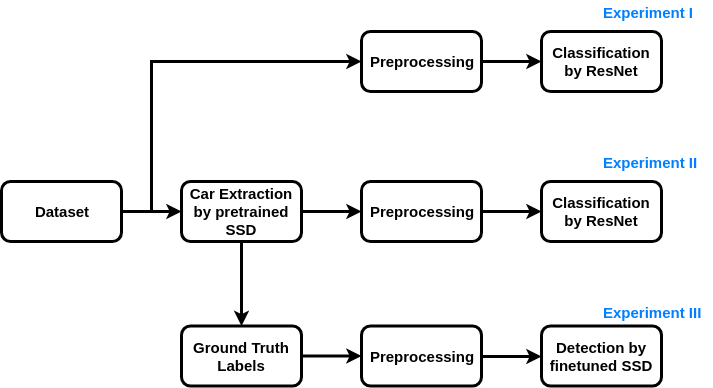 Experiment I
Preprocessing
Classification
by ResNet
Experiment II
Dataset
Car Extraction
by pretrained
SSD
Preprocessing
Classification
by ResNet
Experiment III
Ground Truth
Labels
Preprocessing
Detection by
finetuned SSD